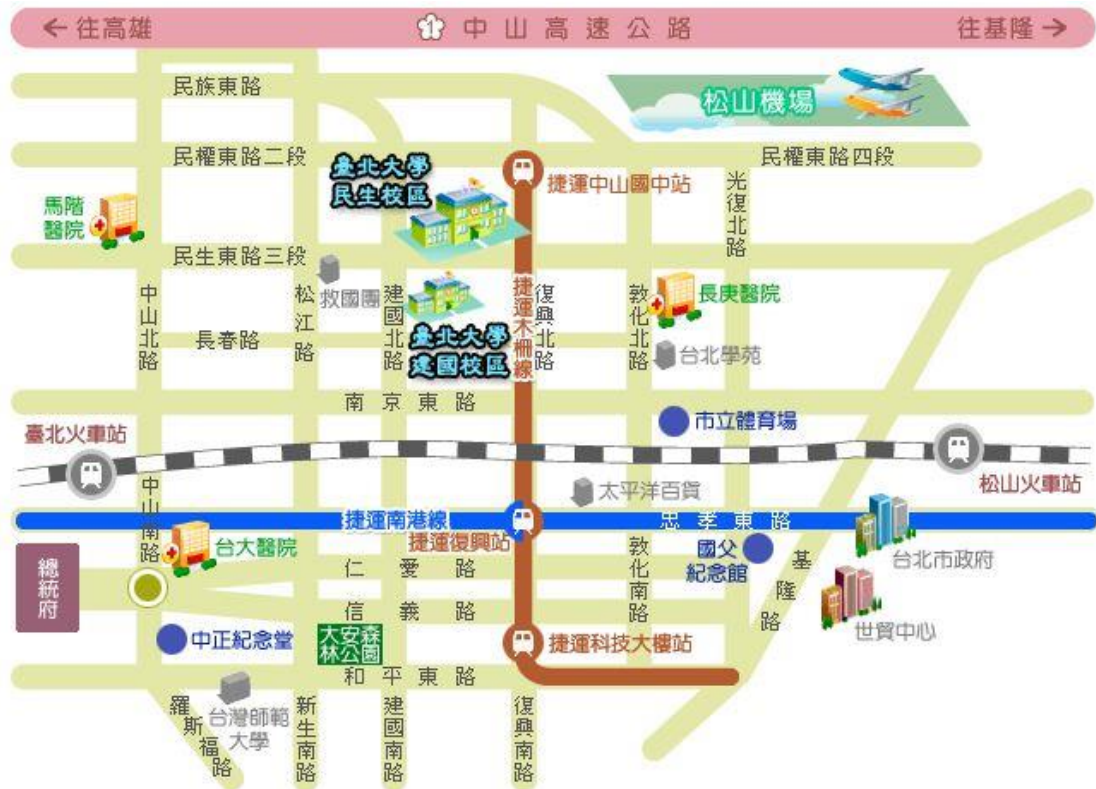 往高雄
1
中山高速公路
往基隆
民族東路
松山機場
民權東路二段
臺北大學
民生校區
捷運中山國中站
民權東路四段
光復北路
馬階
醫院
民生東路三段
救國團
中山北路
松江路
建國北路
捷運木柵線
復興北路
敦化北路
長庚醫院
長春路
臺北大學
建國校區
台北學苑
南京東路
市立體育場
臺北火車站
松山火車站
太平洋百貨
中山南路
捷運南港線
忠孝東路
捷運復興站
台大醫院
國父
紀念館
基隆路
台北市政府
總統府
仁愛路
敦化南路
信義路
世貿中心
中正紀念堂
大安森
林公園
捷運科技大樓站
和平東路
羅斯福路
台灣師範
大學
新生南路
建國南路
復興南路